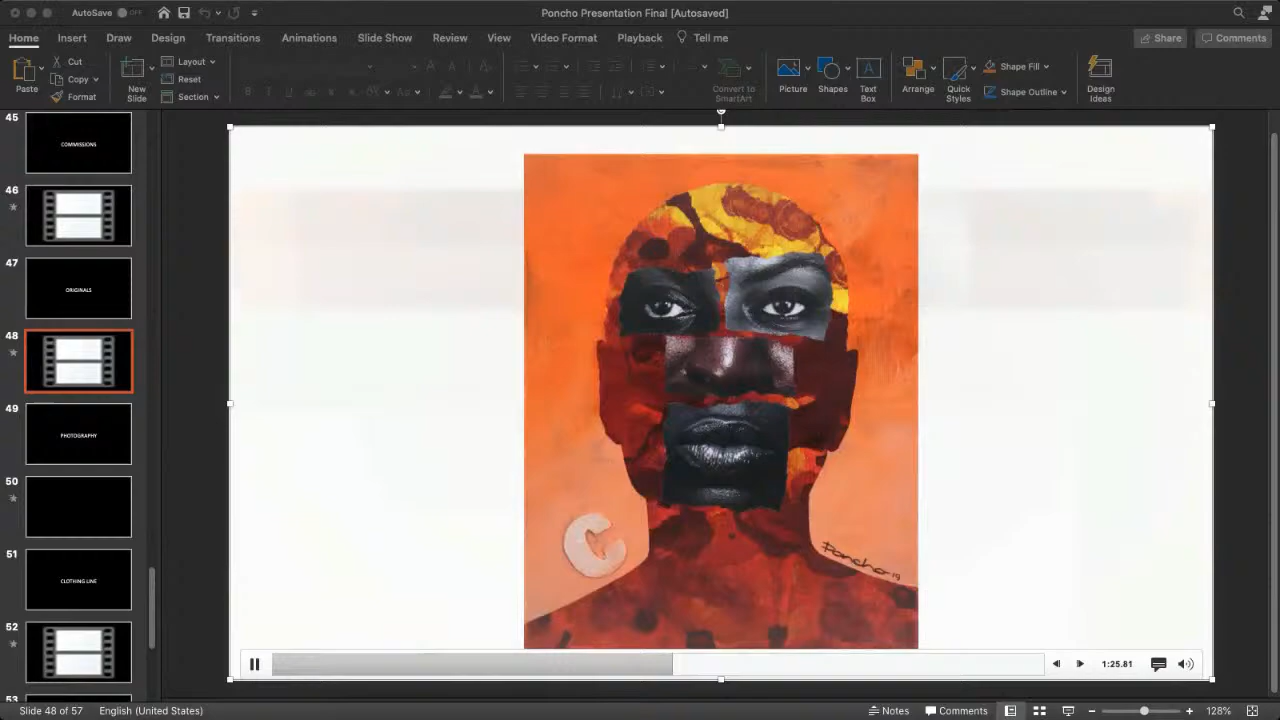 AutoSave OFF
Poncho Presentation Final [Autosaved]
Home Insert Draw Design Transitions Animations Slide Show Review View Video Format Playback Tell me Share Comments
Paste
Cut
Copy
Format
New Slide
Layout
Reset
Section
Convert to SmartArt
Picture
Shapes
Text Box
Arrange
Quick Styles
Shape Fill
Shape Outline
Design Ideas
45
COMMISSIONS
46
47
ORIGINALS
48
49
PHOTOGRAPHY
50
51
CLOTHING LINE
52
53
C
Poncho
1:25.81
Slide 48 of 57 English (United States) Notes Comments 128%